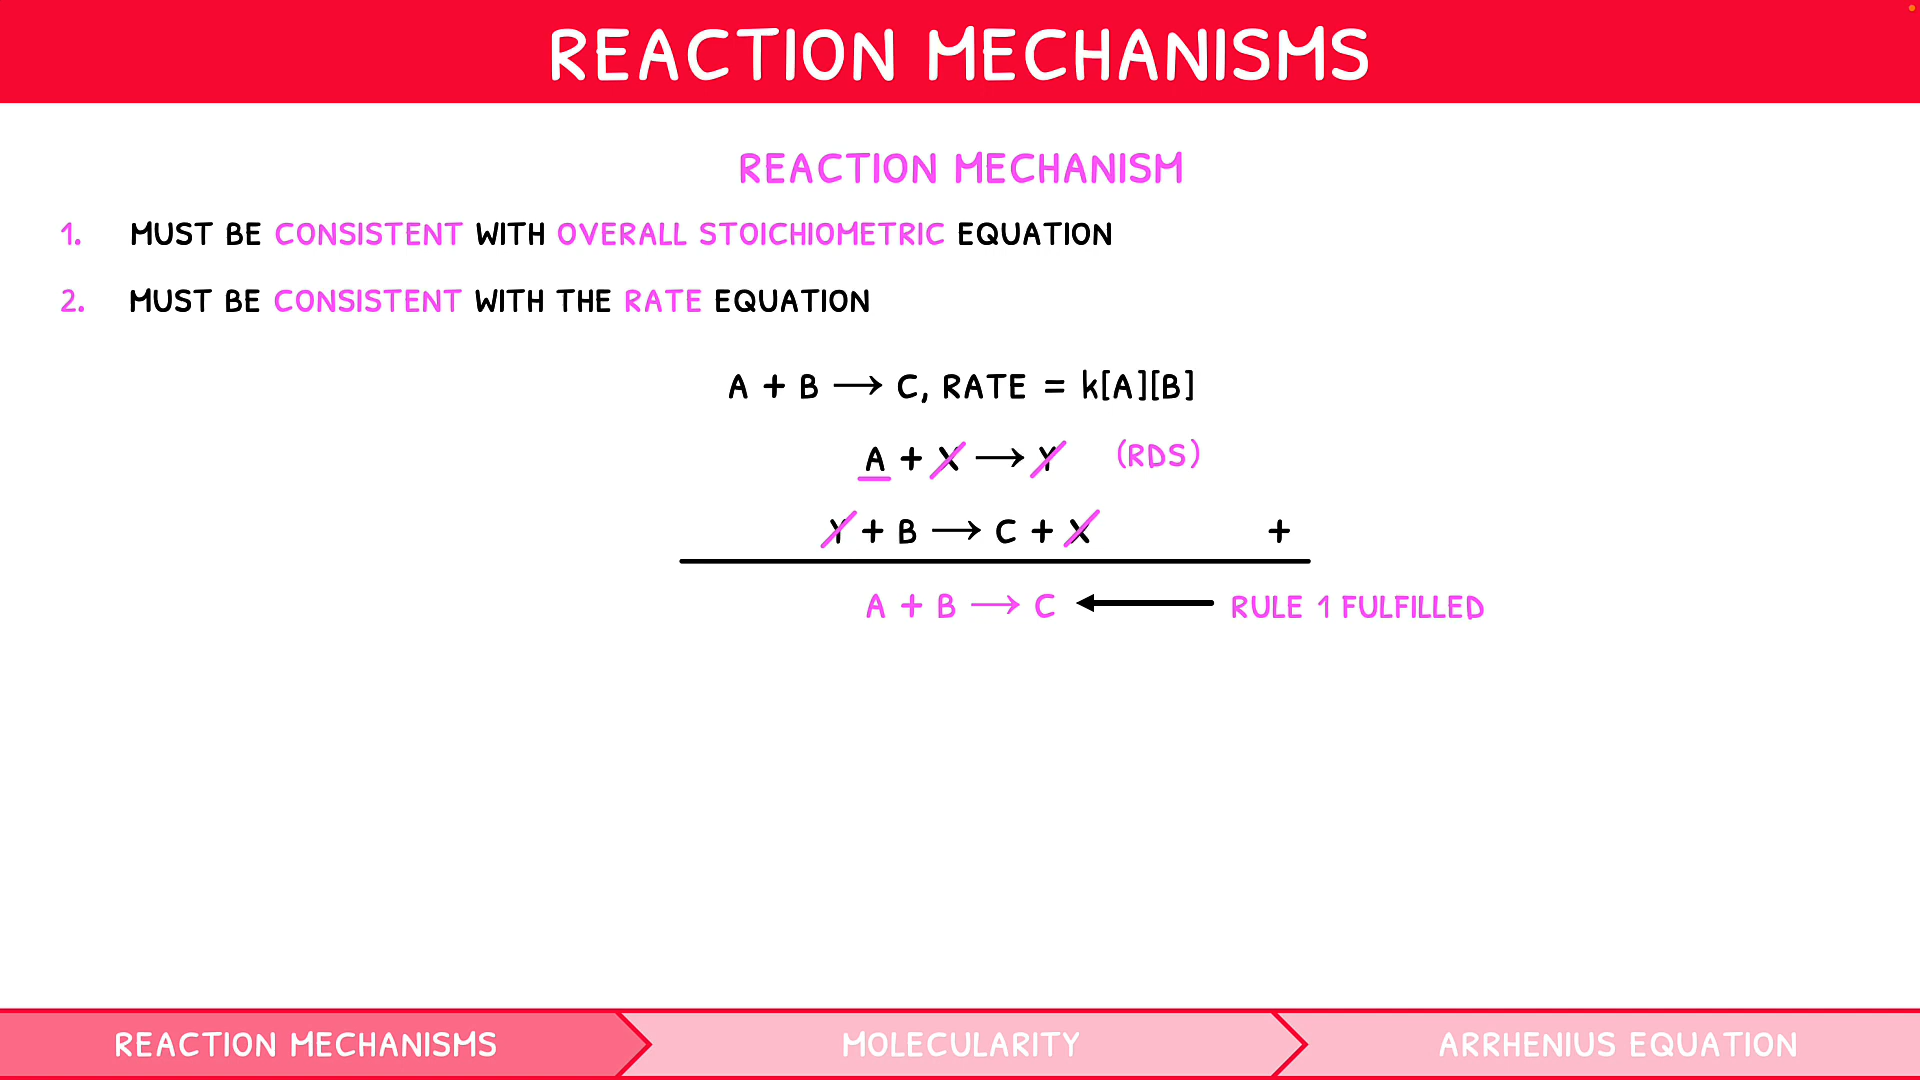 REACTION MECHANISMS
REACTION MECHANISM
1. MUST BE CONSISTENT WITH OVERALL STOICHIOMETRIC EQUATION
2. MUST BE CONSISTENT WITH THE RATE EQUATION
A + B ⟶ C, RATE = k[A][B]
A + X ⟶ Y (RDS)
Y + B ⟶ C + X +
A + B ⟶ C RULE 1 FULFILLED
REACTION MECHANISMS MOLECULARITY ARRHENIUS EQUATION